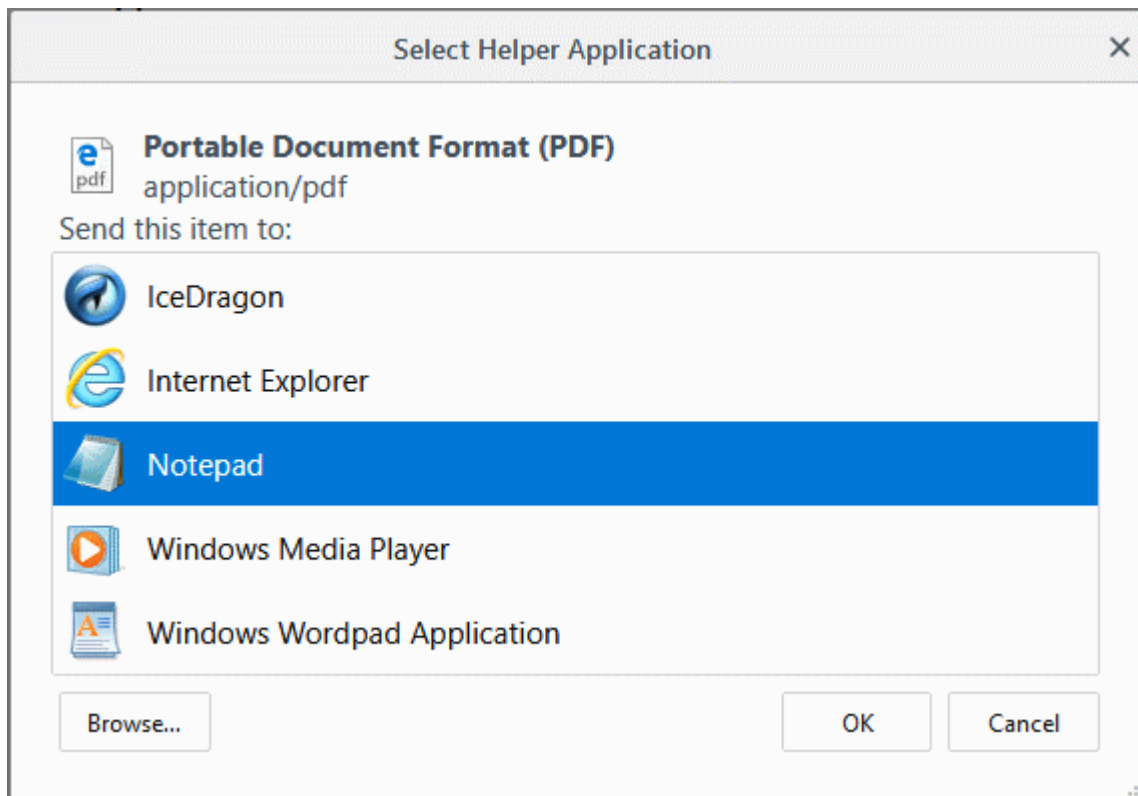 Select Helper Application
e
pdf
Portable Document Format (PDF)
application/pdf
Send this item to:
IceDragon
Internet Explorer
Notepad
Windows Media Player
Windows Wordpad Application
Browse...
OK
Cancel